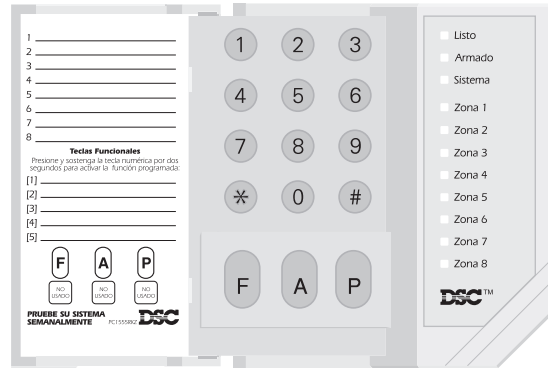 1
2
3
4
5
6
7
8
Teclas Funcionales
Presione y sostenga la tecla numérica por dos
segundos para activar la función programada:
[1]
[2]
[3]
[4]
[5]
F A P
NO USADO NO USADO NO USADO
PRUEBE SU SISTEMA
SEMANALMENTE PC1555RKZ DSC
1 2 3
4 5 6
7 8 9
* 0 #
F A P
Listo
Armado
Sistema
Zona 1
Zona 2
Zona 3
Zona 4
Zona 5
Zona 6
Zona 7
Zona 8
DSC™